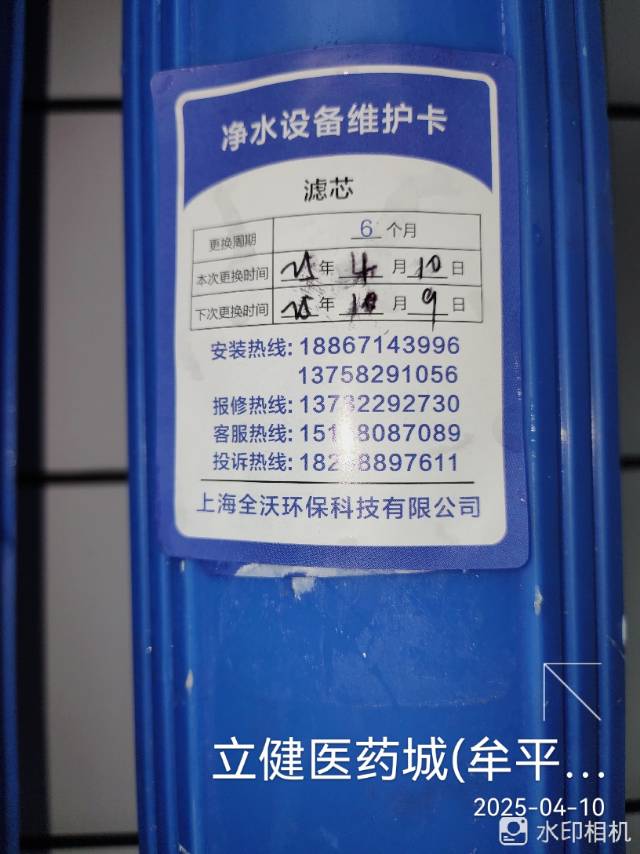 净水设备维护卡
滤芯
更换周期 6 个月
本次更换时间 25 年 4 月 10 日
下次更换时间 25 年 10 月 9 日
安装热线: 18867143996
13758291056
报修热线:
客服热线:
投诉热线:
上海全沃环保科技有限公司
立健医药城(牟平...
2025-04-10
水印相机